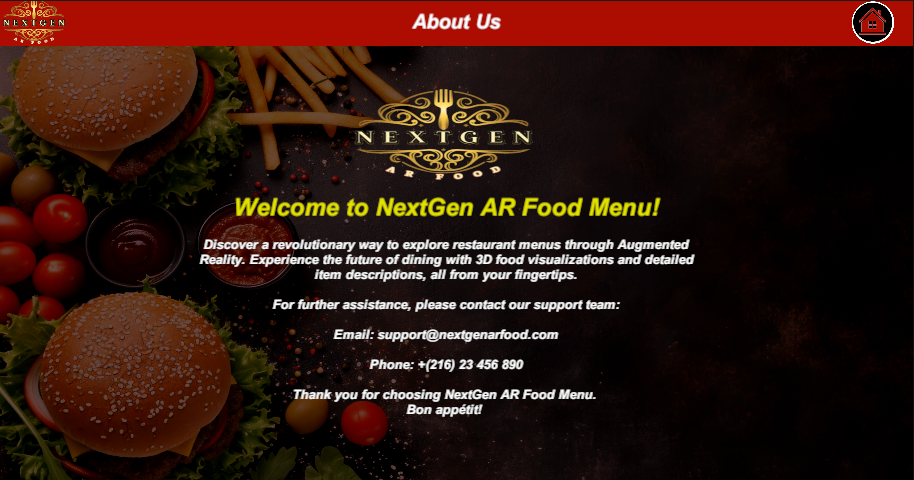 NEXTGEN
AR FOOD
About Us
NEXTGEN
AR FOOD
Welcome to NextGen AR Food Menu!
Discover a revolutionary way to explore restaurant menus through Augmented
Reality. Experience the future of dining with 3D food visualizations and detailed
item descriptions, all from your fingertips.
For further assistance, please contact our support team:
Email: support@nextgenarfood.com
Phone: +(216) 23 456 890
Thank you for choosing NextGen AR Food Menu.
Bon appétit!